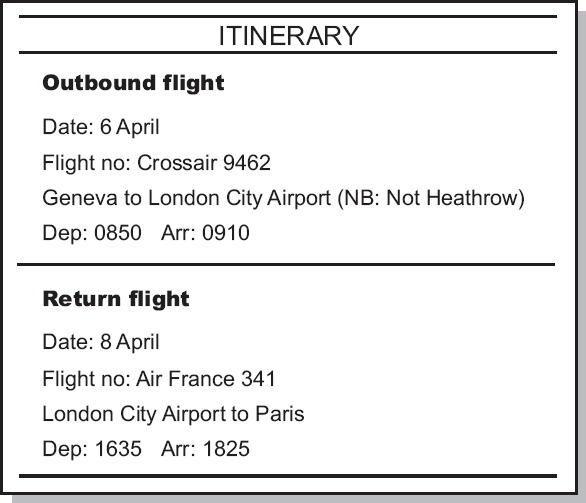 ITINERARY
Outbound flight
Date: 6 April
Flight no: Crossair 9462
Geneva to London City Airport (NB: Not Heathrow)
Dep: 0850 Arr: 0910
Return flight
Date: 8 April
Flight no: Air France 341
London City Airport to Paris
Dep: 1635 Arr: 1825